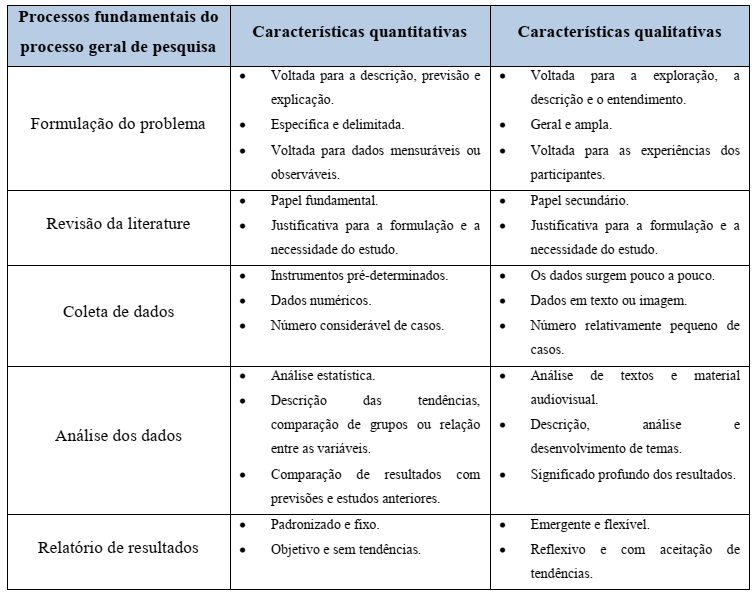 Processos fundamentais do
processo geral de pesquisa
Características quantitativas
Características qualitativas
Formulação do problema
• Voltada para a descrição, previsão e
explicação.
• Específica e delimitada.
• Voltada para dados mensuráveis ou
observáveis.
• Voltada para a exploração, a
descrição e o entendimento.
• Geral e ampla.
• Voltada para as experiências dos
participantes.
Revisão da literature
• Papel fundamental.
• Justificativa para a formulação e a
necessidade do estudo.
• Papel secundário.
• Justificativa para a formulação e a
necessidade do estudo.
Coleta de dados
• Instrumentos pré-determinados.
• Dados numéricos.
• Número considerável de casos.
• Os dados surgem pouco a pouco.
• Dados em texto ou imagem.
• Número relativamente pequeno de
casos.
Análise dos dados
• Análise estatística.
• Descrição das tendências,
comparação de grupos ou relação
entre as variáveis.
• Comparação de resultados com
previsões e estudos anteriores.
• Análise de textos e material
audiovisual.
• Descrição, análise e
desenvolvimento de temas.
• Significado profundo dos resultados.
Relatório de resultados
• Padronizado e fixo.
• Objetivo e sem tendências.
• Emergente e flexível.
• Reflexivo e com aceitação de
tendências.